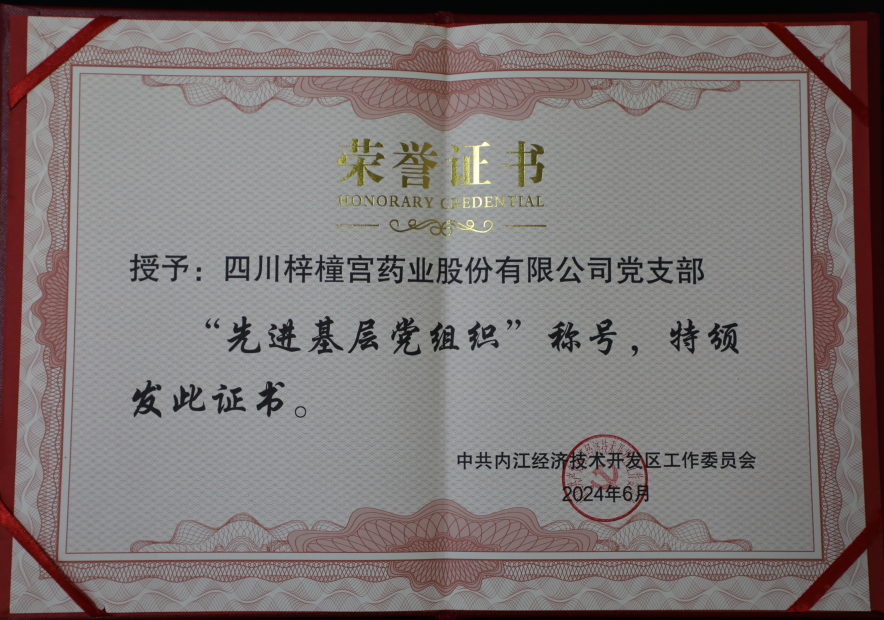 荣誉证书
HONORARY CREDENTIAL
授予：四川梓橦宫药业股份有限公司党支部
“先进基层党组织”称号，特颁
发此证书。
中共内江经济技术开发区工作委员会
2024年6月